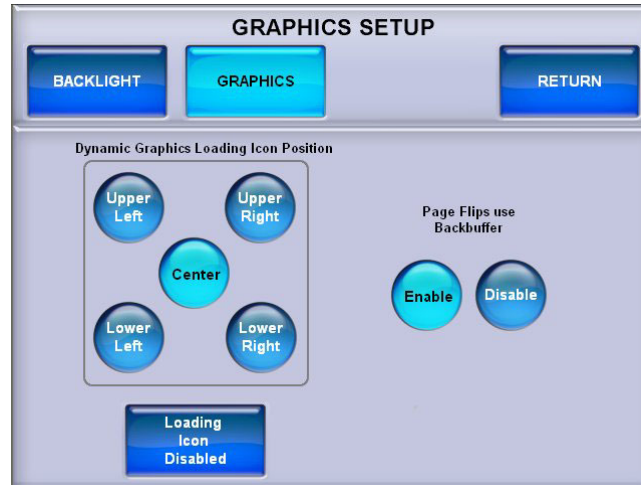 GRAPHICS SETUP
BACKLIGHT
GRAPHICS
RETURN
Dynamic Graphics Loading Icon Position
Upper
Left
Upper
Right
Center
Lower
Left
Lower
Right
Page Flips use
Backbuffer
Enable
Disable
Loading
Icon
Disabled